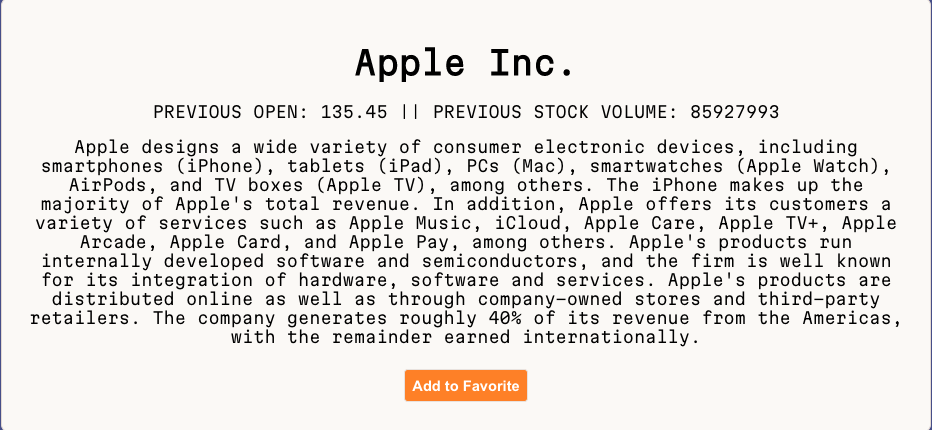 Apple Inc.
PREVIOUS OPEN: 135.45 || PREVIOUS STOCK VOLUME: 85927993
Apple designs a wide variety of consumer electronic devices, including
smartphones (iPhone), tablets (iPad), PCs (Mac), smartwatches (Apple Watch),
AirPods, and TV boxes (Apple TV), among others. The iPhone makes up the
majority of Apple's total revenue. In addition, Apple offers its customers a
variety of services such as Apple Music, iCloud, Apple Care, Apple TV+, Apple
Arcade, Apple Card, and Apple Pay, among others. Apple's products run
internally developed software and semiconductors, and the firm is well known
for its integration of hardware, software and services. Apple's products are
distributed online as well as through company-owned stores and third-party
retailers. The company generates roughly 40% of its revenue from the Americas,
with the remainder earned internationally.
Add to Favorite